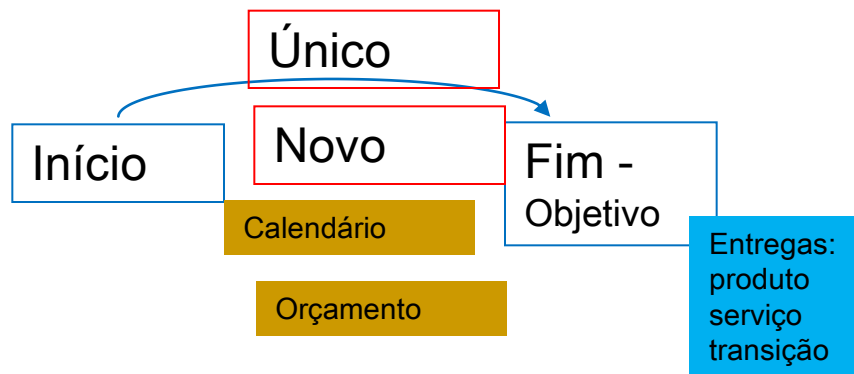 Único
Início
Novo
Fim -
Objetivo
Calendário
Orçamento
Entregas:
produto
serviço
transição